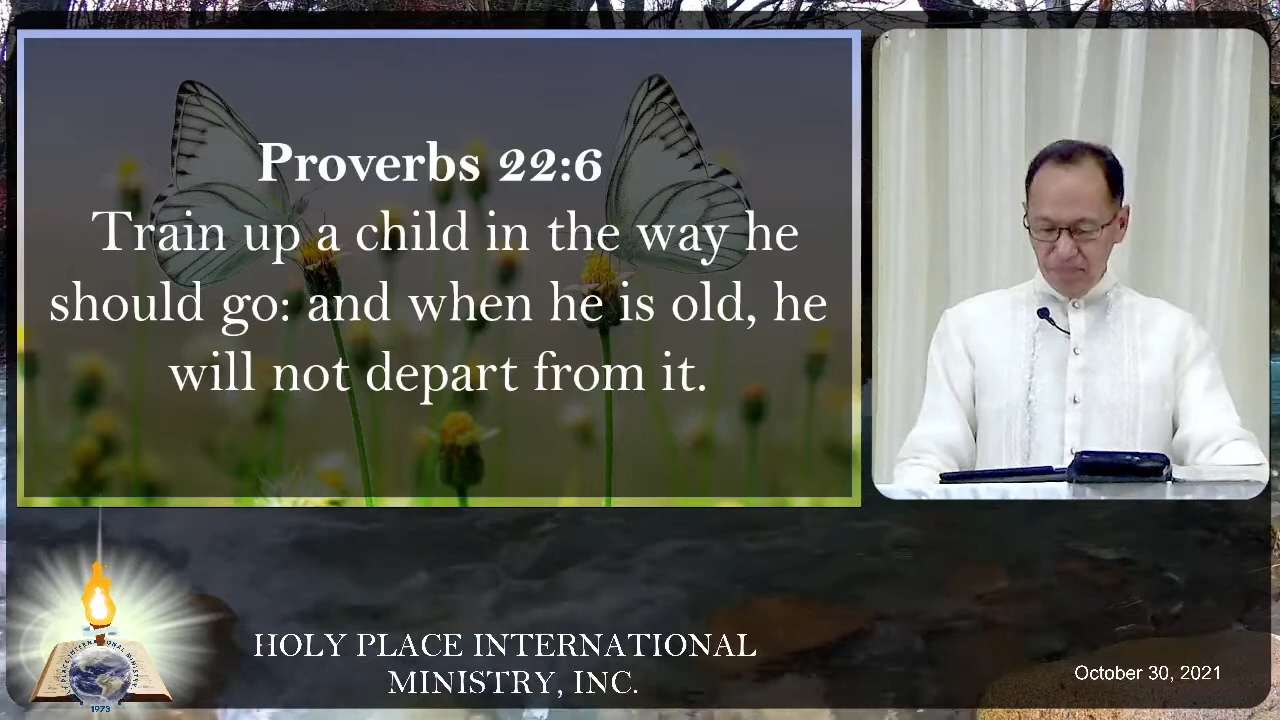 Proverbs 22:6
Train up a child in the way he
should go: and when he is old, he
will not depart from it.
HOLY PLACE INTERNATIONAL
MINISTRY, INC.
October 30, 2021
1973